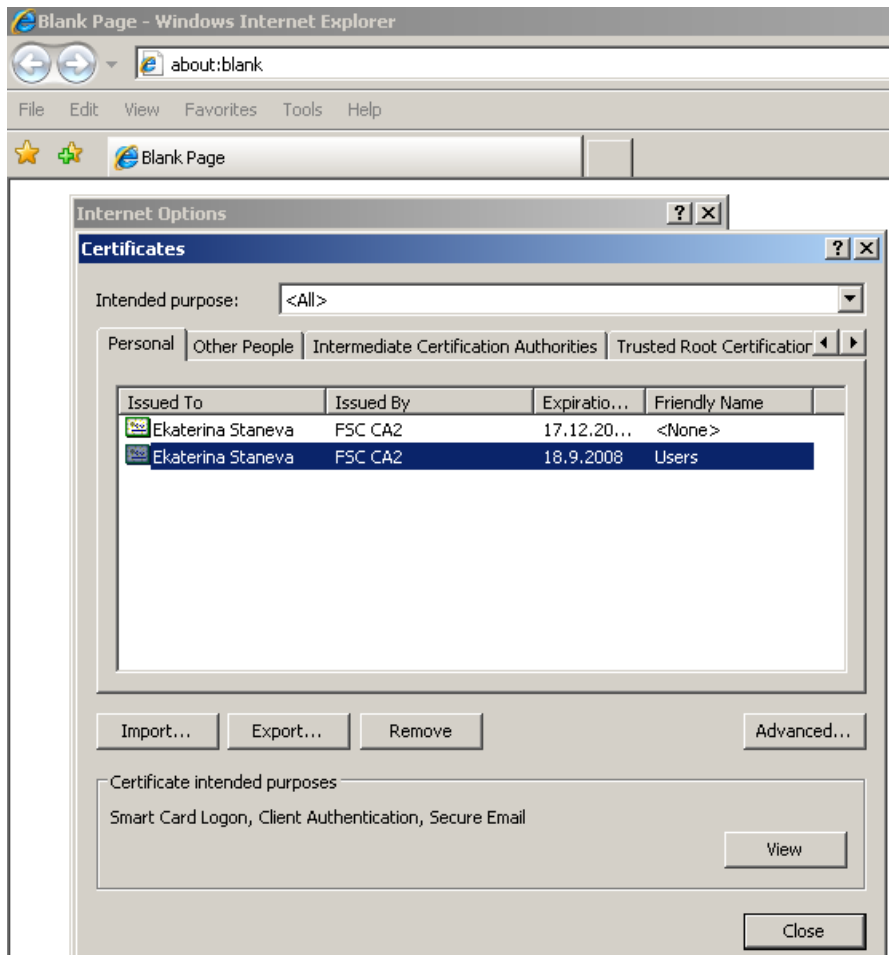 Blank Page - Windows Internet Explorer
about:blank
File Edit View Favorites Tools Help
Blank Page
Internet Options
Certificates
Intended purpose: <All>
Personal Other People Intermediate Certification Authorities Trusted Root Certification
Issued To Issued By Expiratio... Friendly Name
Ekaterina Staneva FSC CA2 17.12.20... <None>
Ekaterina Staneva FSC CA2 18.9.2008 Users
Import... Export... Remove Advanced...
Certificate intended purposes
Smart Card Logon, Client Authentication, Secure Email
View
Close